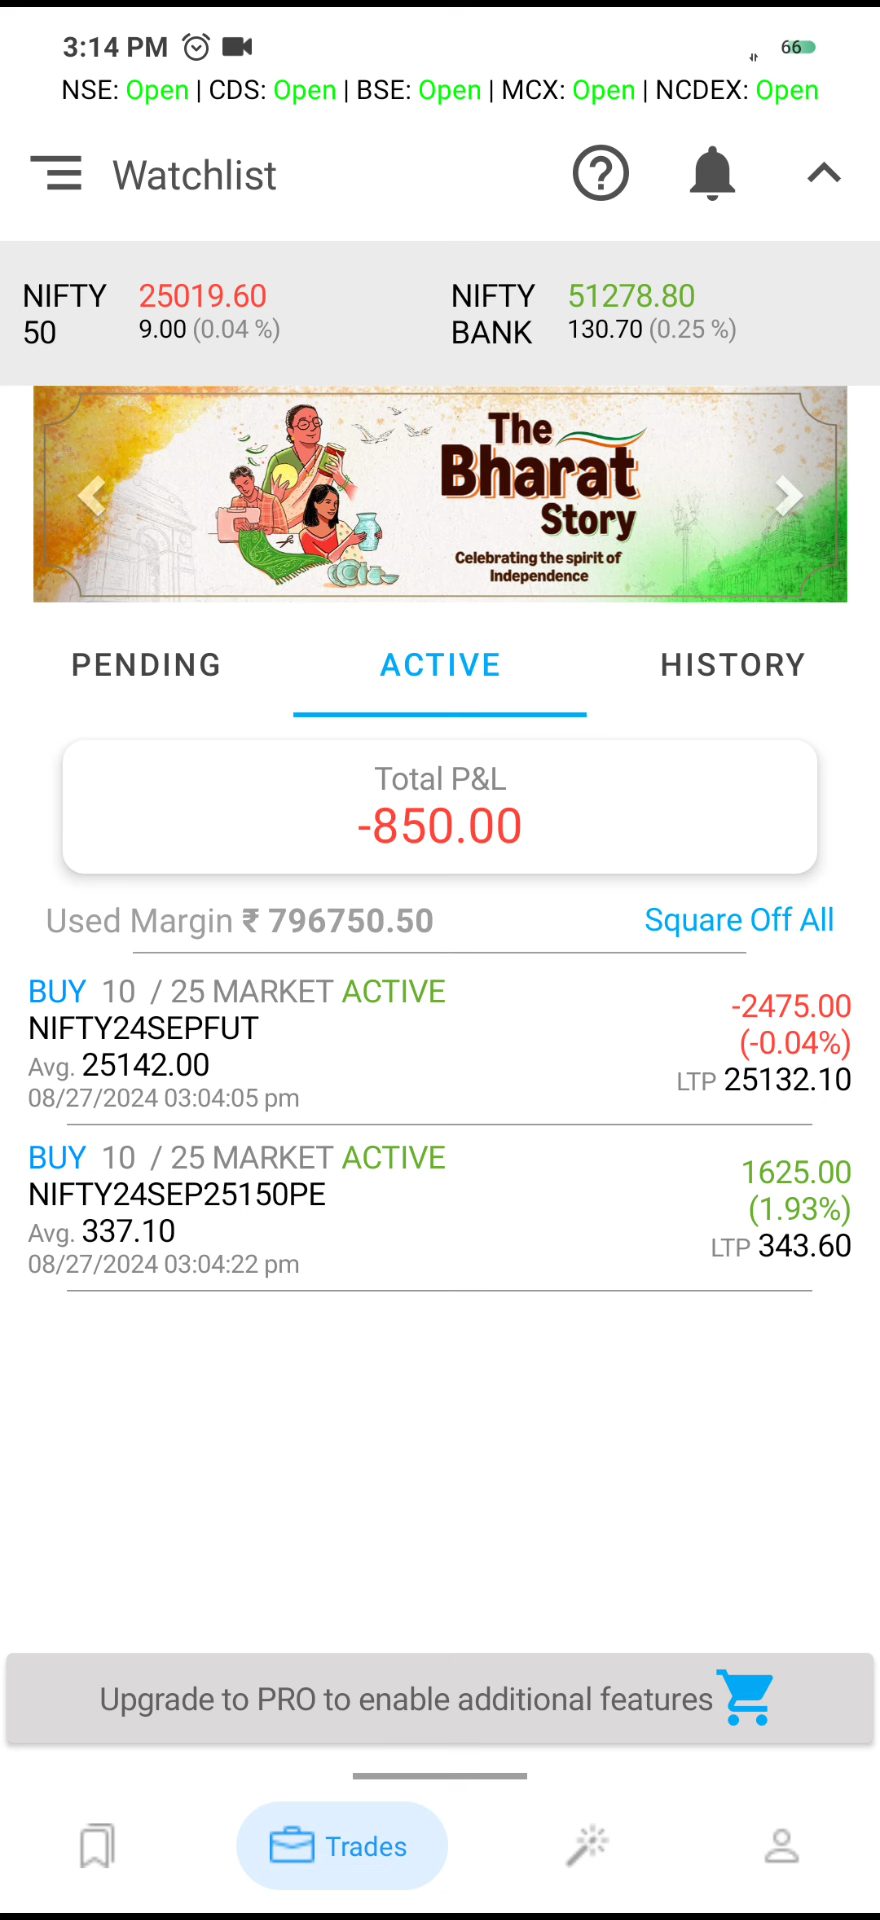 3:14 PM 66
NSE: Open | CDS: Open | BSE: Open | MCX: Open | NCDEX: Open
Watchlist
NIFTY 50 25019.60
9.00 (0.04 %)
NIFTY BANK 51278.80
130.70 (0.25 %)
The
Bharat
Story
Celebrating the spirit of
Independence
PENDING ACTIVE HISTORY
Total P&L
-850.00
Used Margin ₹ 796750.50 Square Off All
BUY 10 / 25 MARKET ACTIVE
-2475.00
NIFTY24SEPFUT
(-0.04%)
Avg. 25142.00
LTP 25132.10
08/27/2024 03:04:05 pm
BUY 10 / 25 MARKET ACTIVE
1625.00
NIFTY24SEP25150PE
(1.93%)
Avg. 337.10
LTP 343.60
08/27/2024 03:04:22 pm
Upgrade to PRO to enable additional features
Trades